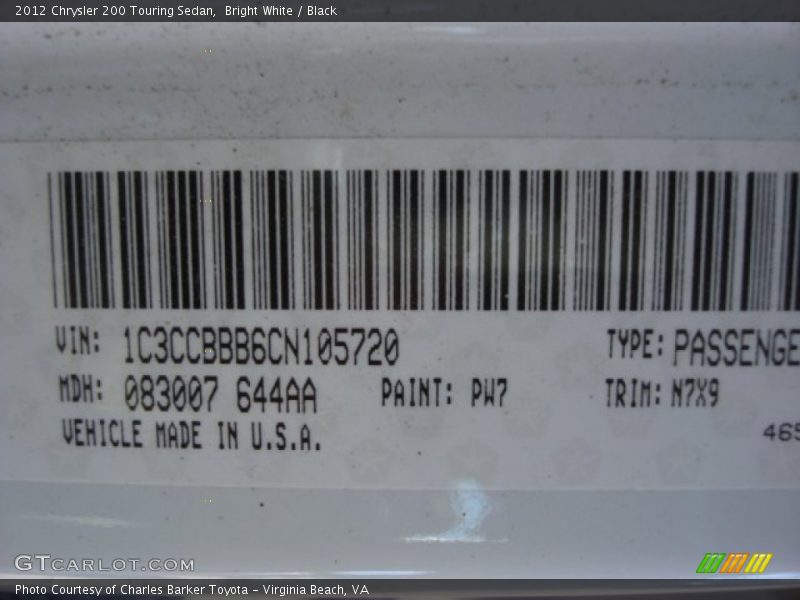 2012 Chrysler 200 Touring Sedan,  Bright White / Black
VIN: 1C3CCBBB6CN105720 TYPE: PASSENGE
MDH: 083007 644AA PAINT: PW7 TRIM: N7X9
VEHICLE MADE IN U.S.A. 465
GTCARLOT.COM
Photo Courtesy of Charles Barker Toyota – Virginia Beach, VA